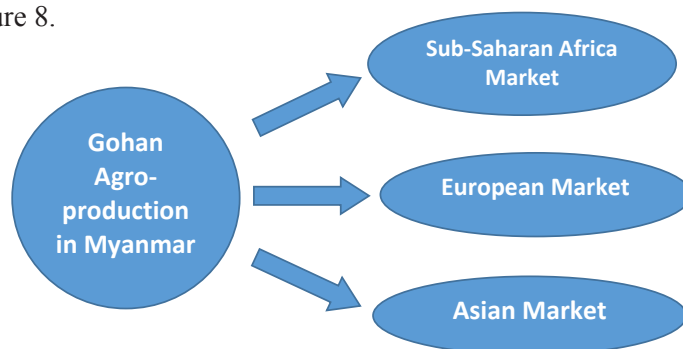 ure 8.
Sub-Saharan Africa
Market
Gohan
Agro-
production
in Myanmar
European Market
Asian Market